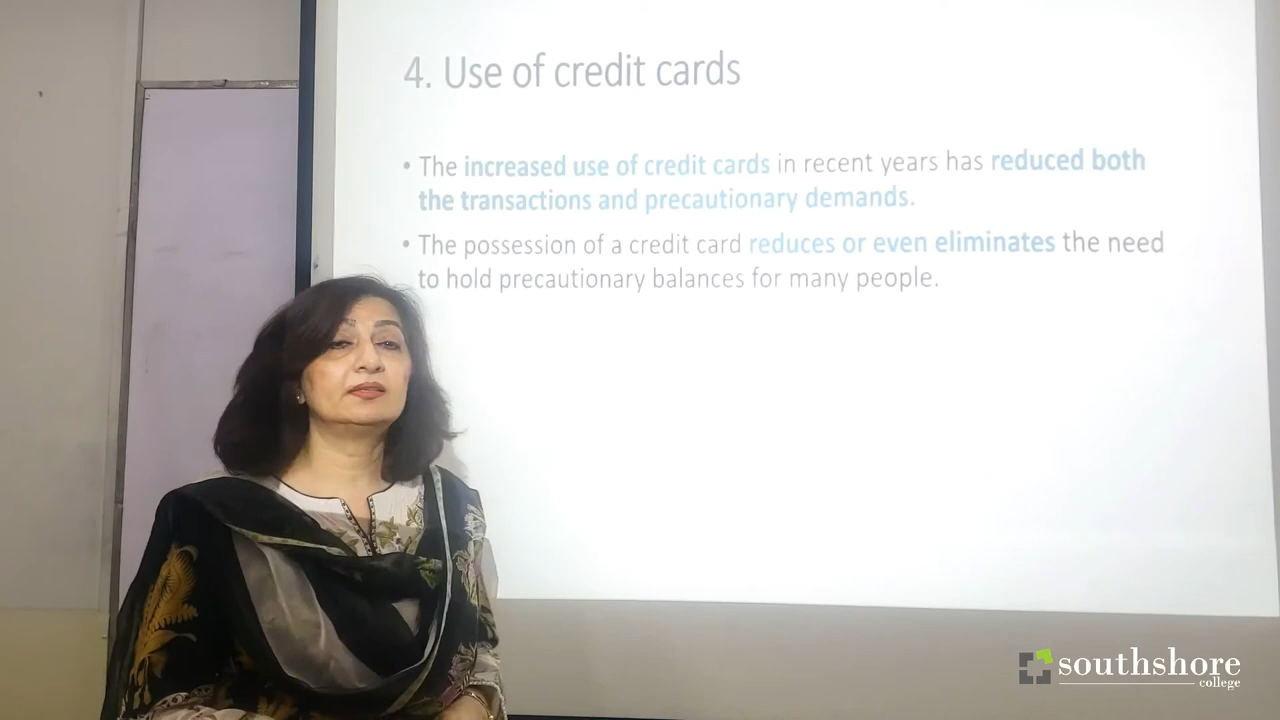 4. Use of credit cards
• The increased use of credit cards in recent years has reduced both
the transactions and precautionary demands.
• The possession of a credit card reduces or even eliminates the need
to hold precautionary balances for many people.
southshore
college